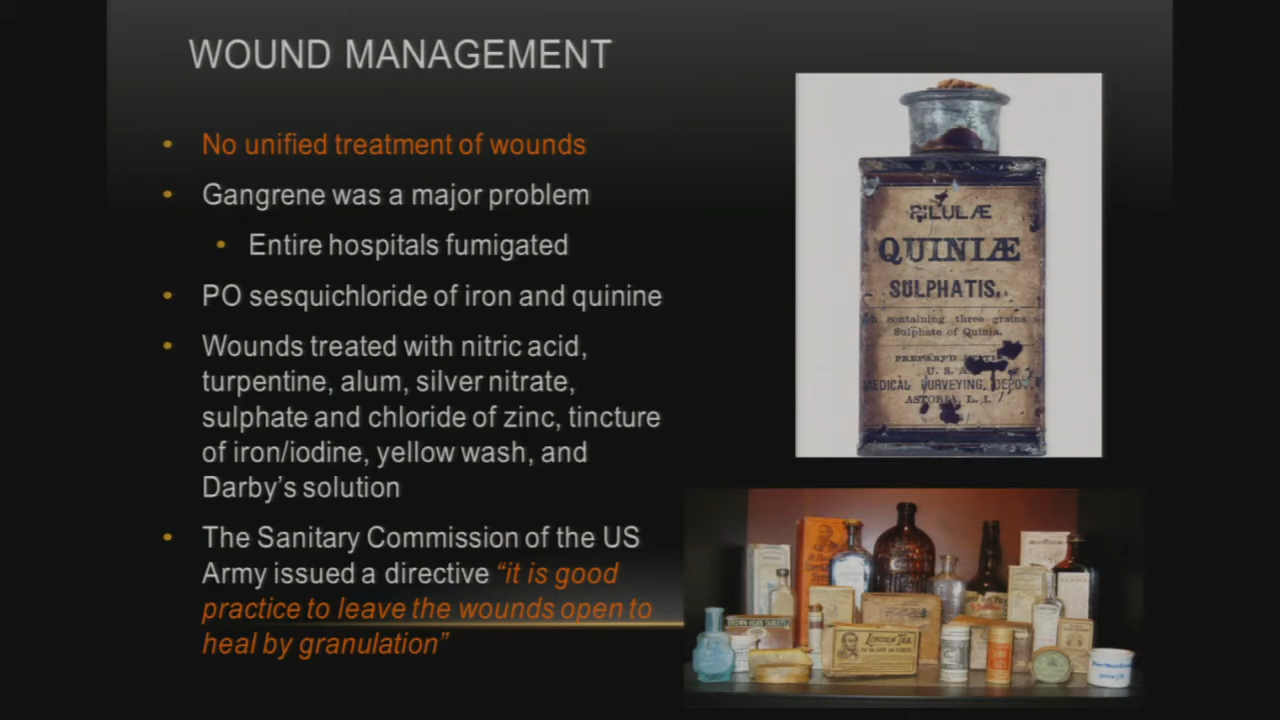 WOUND MANAGEMENT
• No unified treatment of wounds
• Gangrene was a major problem
• Entire hospitals fumigated
• PO sesquichloride of iron and quinine
• Wounds treated with nitric acid,
turpentine, alum, silver nitrate,
sulphate and chloride of zinc, tincture
of iron/iodine, yellow wash, and
Darby's solution
• The Sanitary Commission of the US
Army issued a directive “it is good
practice to leave the wounds open to
heal by granulation”
PILULÆ
QUINIÆ
SULPHATIS.
containing three grains
Sulphate of Quinia.
PREPARED
U. S. A.
MEDICAL PURVEYING DEPOT
ASTORIA, L. I.
LINCOLN TEA